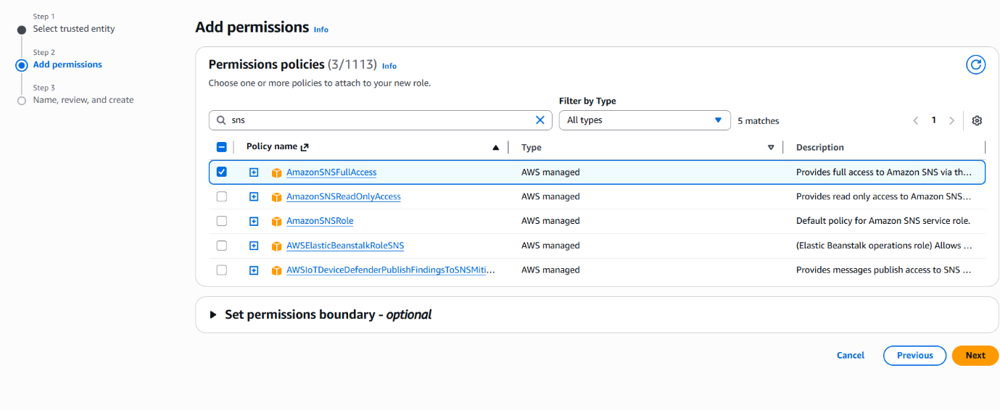 Step 1
Select trusted entity
Step 2
Add permissions
Step 3
Name, review, and create
Add permissions Info
Permissions policies (3/1113) Info
Choose one or more policies to attach to your new role.
Filter by Type
sns
All types
5 matches
1
Policy name
Type
Description
AmazonSNSFullAccess AWS managed Provides full access to Amazon SNS via th...
AmazonSNSReadOnlyAccess AWS managed Provides read only access to Amazon SNS...
AmazonSNSRole AWS managed Default policy for Amazon SNS service role.
AWSElasticBeanstalkRoleSNS AWS managed (Elastic Beanstalk operations role) Allows ...
AWSIoTDeviceDefenderPublishFindingsToSNSMiti... AWS managed Provides messages publish access to SNS ...
Set permissions boundary - optional
Cancel
Previous
Next